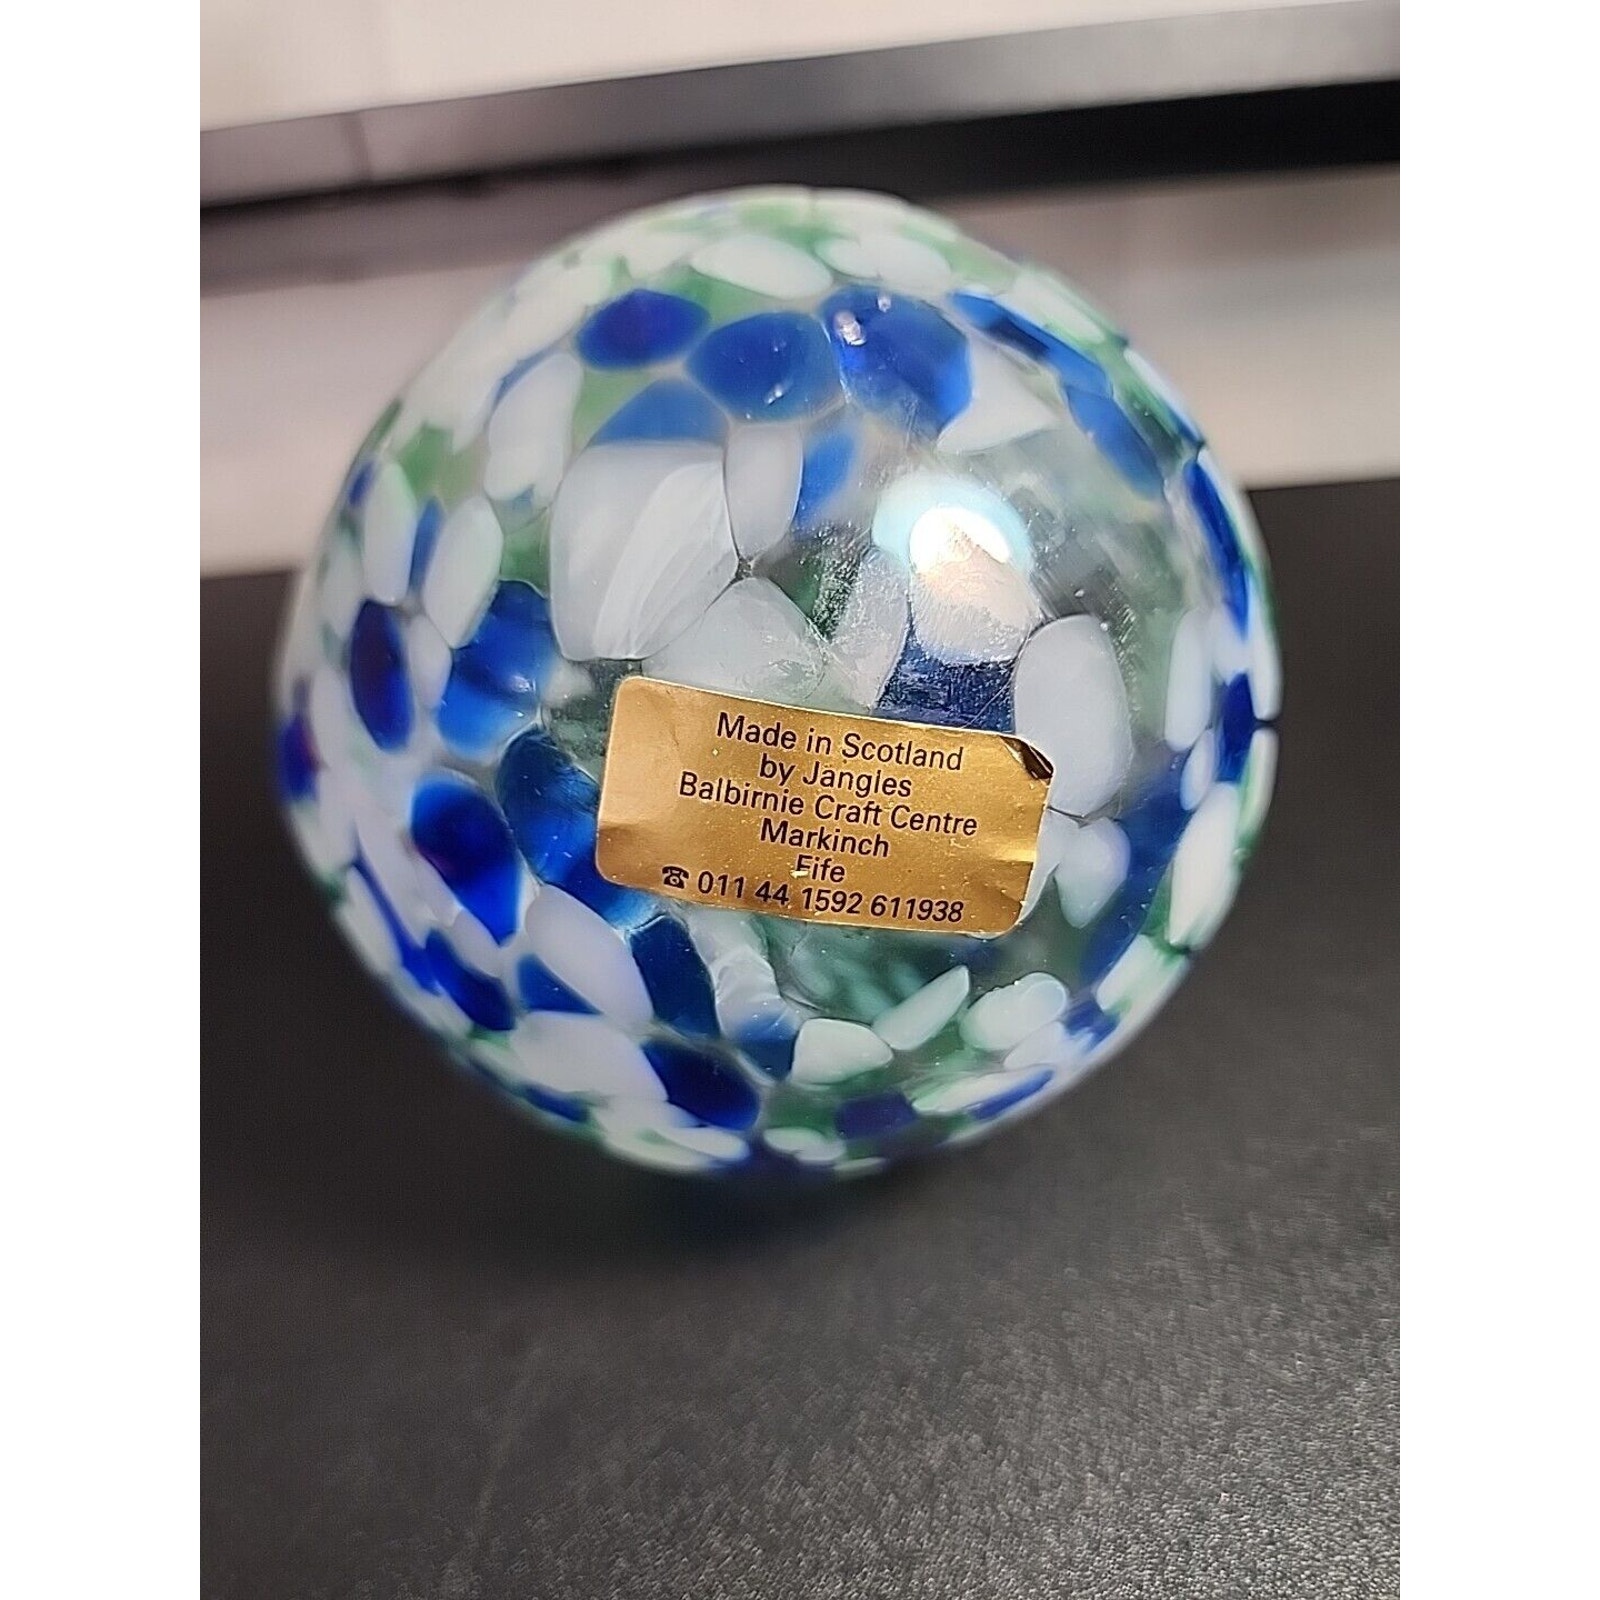 Made in Scotland
by Jangles
Balbirnie Craft Centre
Markinch
Fife
☎ 011 44 1592 611938